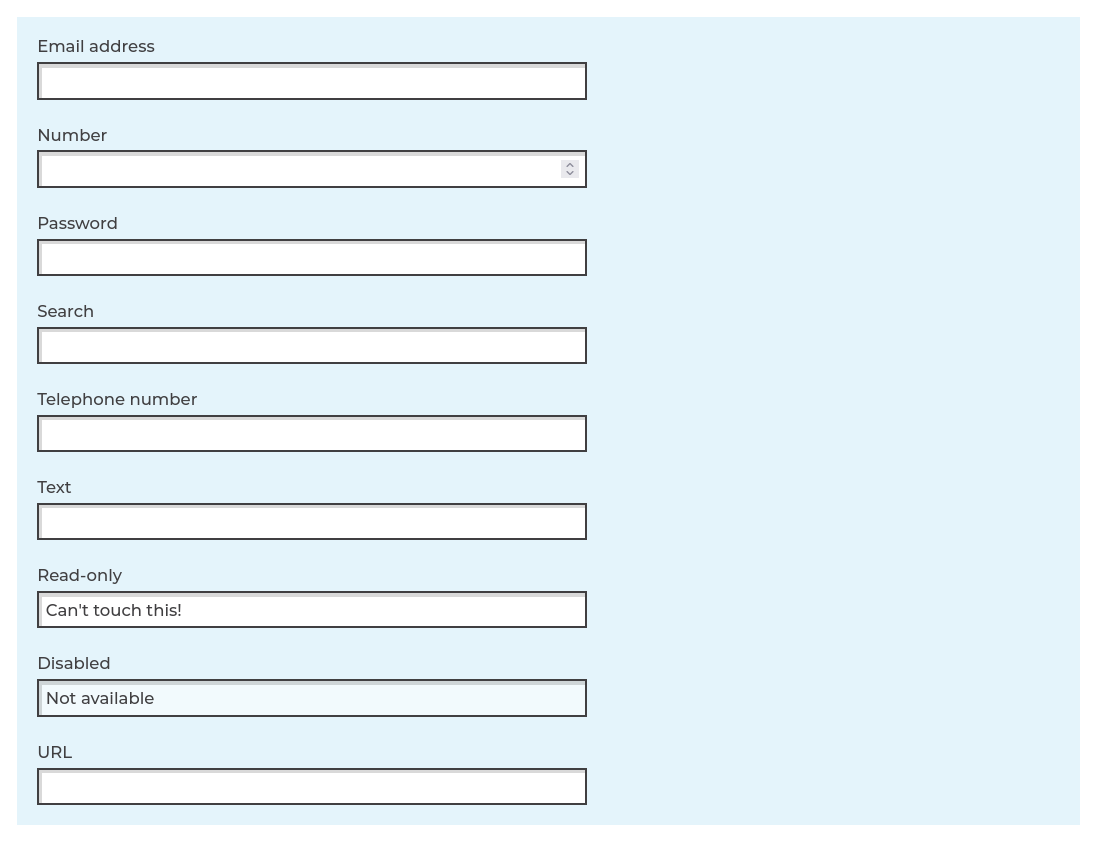 Email address
Number
Password
Search
Telephone number
Text
Read-only
Can't touch this!
Disabled
Not available
URL